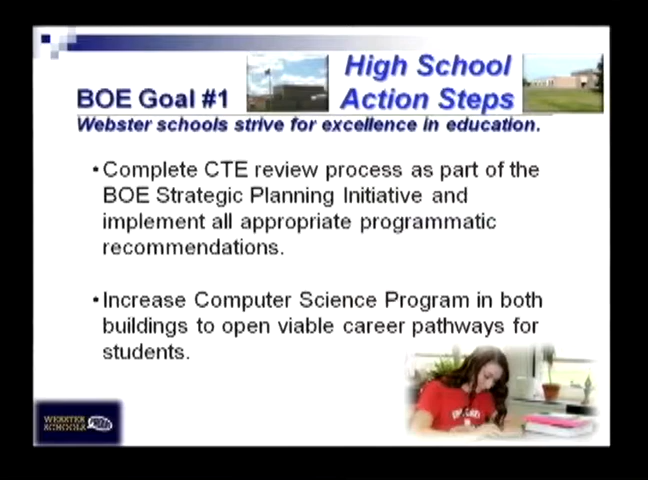 High School
BOE Goal #1
Action Steps
Webster schools strive for excellence in education.
•Complete CTE review process as part of the
BOE Strategic Planning Initiative and
implement all appropriate programmatic
recommendations.
•Increase Computer Science Program in both
buildings to open viable career pathways for
students.
WEBSTER
SCHOOLS